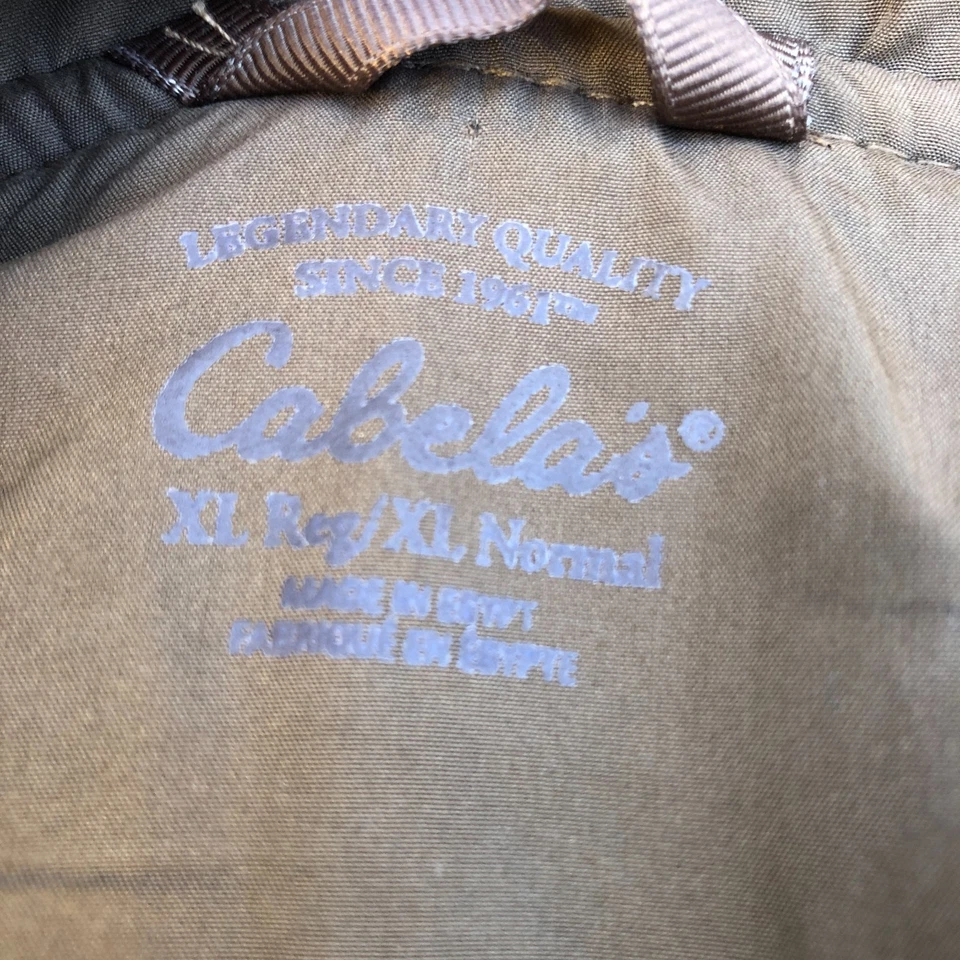 LEGENDARY QUALITY
SINCE 1961™
Cabela's®
XL Reg/XL Normal
MADE IN EGYPT
FABRIQUÉ EN ÉGYPTE